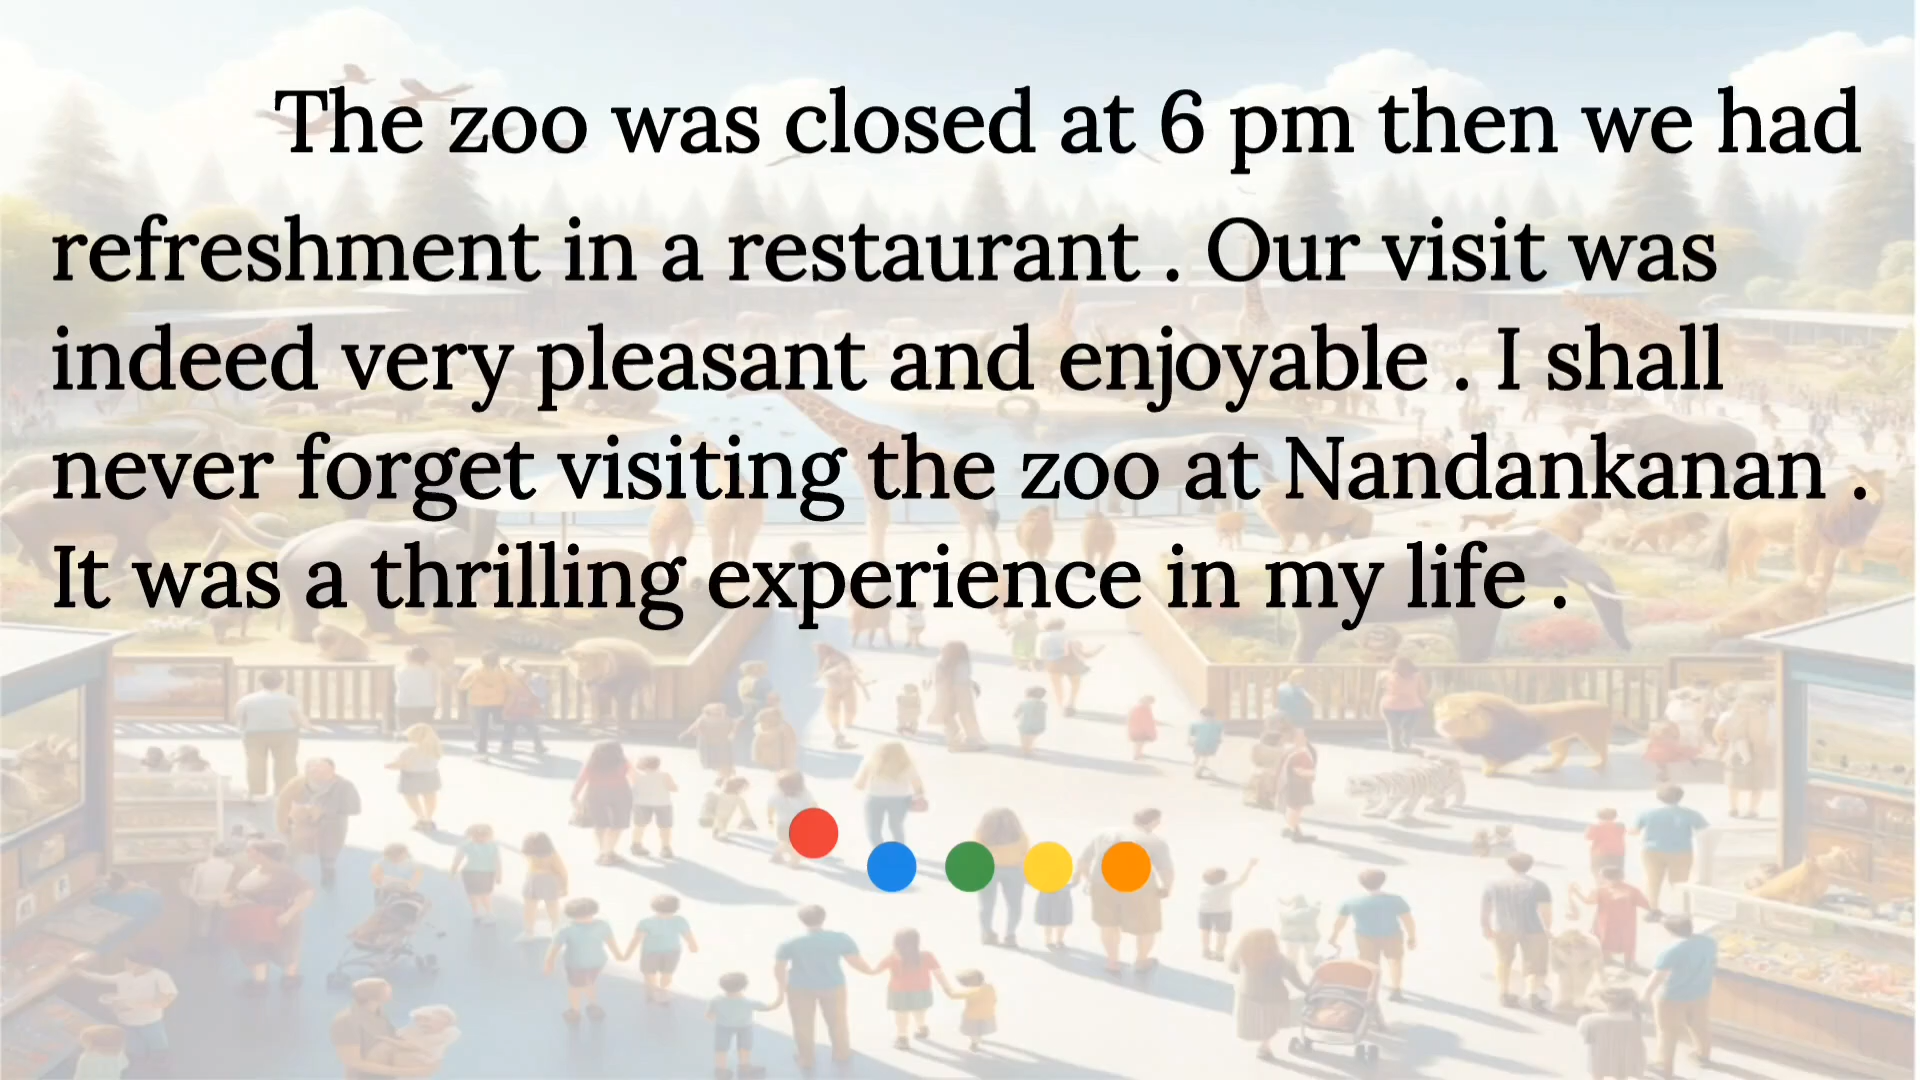 The zoo was closed at 6 pm then we had
refreshment in a restaurant . Our visit was
indeed very pleasant and enjoyable . I shall
never forget visiting the zoo at Nandankanan .
It was a thrilling experience in my life .